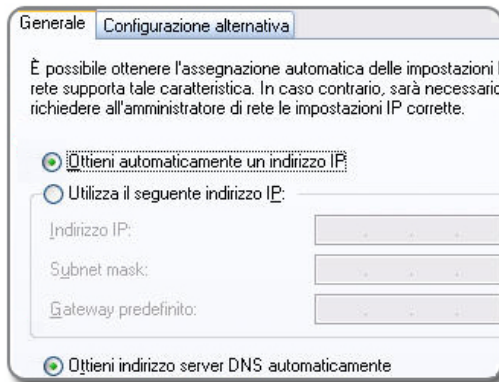 Generale Configurazione alternativa
È possibile ottenere l'assegnazione automatica delle impostazioni
rete supporta tale caratteristica. In caso contrario, sarà necessario
richiedere all'amministratore di rete le impostazioni IP corrette.
Ottieni automaticamente un indirizzo IP
Utilizza il seguente indirizzo IP:
Indirizzo IP:
Subnet mask:
Gateway predefinito:
Ottieni indirizzo server DNS automaticamente